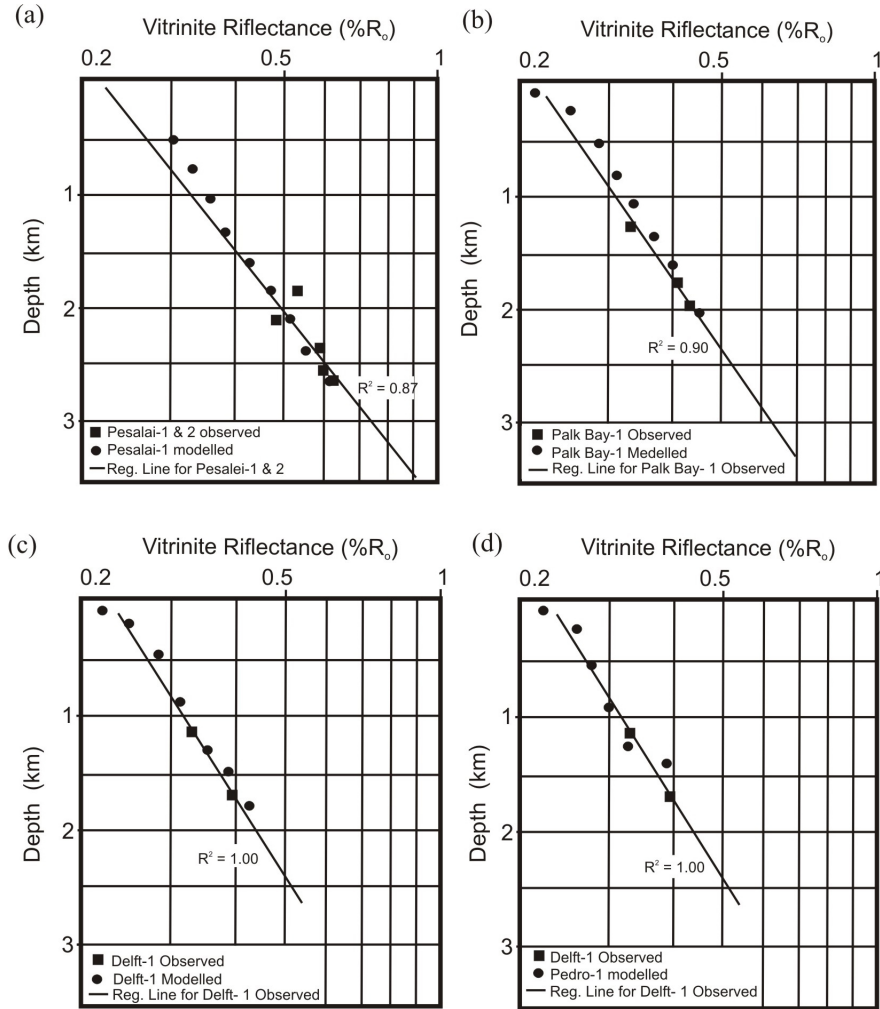 (a)
Vitrinite Riflectance (%Ro)
0.2 0.5 1
Depth (km)
1
2
3
R² = 0.87
Pesalai-1 & 2 observed
Pesalai-1 modelled
Reg. Line for Pesalei-1 & 2
(b)
Vitrinite Riflectance (%Ro)
0.2 0.5 1
Depth (km)
1
2
3
R² = 0.90
Palk Bay-1 Observed
Palk Bay-1 Medelled
Reg. Line for Palk Bay- 1 Observed
(c)
Vitrinite Riflectance (%Ro)
0.2 0.5 1
Depth (km)
1
2
3
R² = 1.00
Delft-1 Observed
Delft-1 Modelled
Reg. Line for Delft- 1 Observed
(d)
Vitrinite Riflectance (%Ro)
0.2 0.5 1
Depth (km)
1
2
3
R² = 1.00
Delft-1 Observed
Pedro-1 modelled
Reg. Line for Delft- 1 Observed